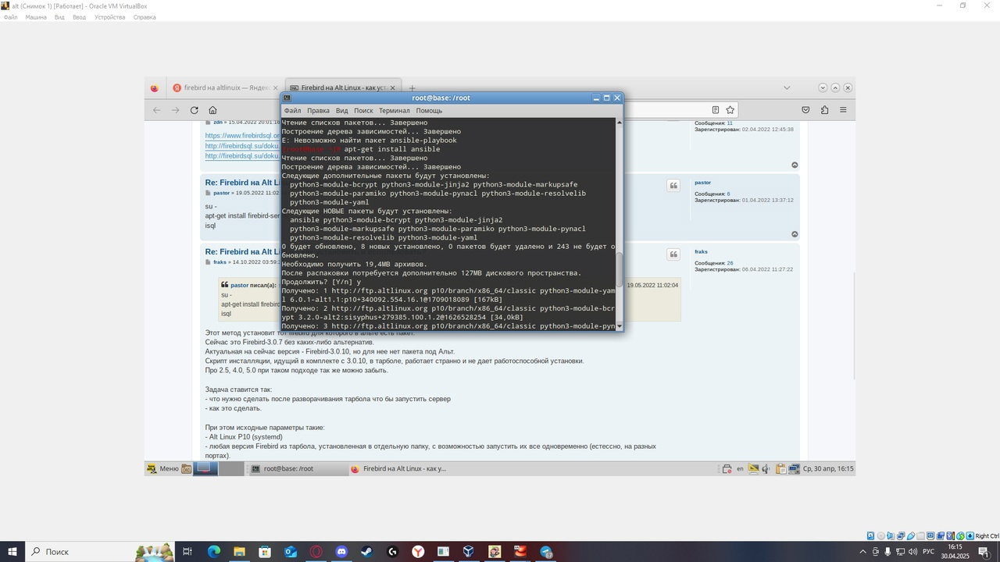 alt (Снимок 1) [Работает] - Oracle VM VirtualBox
Файл Машина Вид Ввод Устройства Справка
firebird на altlinuix — Яндекс
Firebird на Alt Linux - как уст
root@base: /root
Файл Правка Вид Поиск Терминал Помощь
Чтение списков пакетов... Завершено
Построение дерева зависимостей... Завершено
E: Невозможно найти пакет ansible-playbook
apt-get install ansible
Чтение списков пакетов... Завершено
Построение дерева зависимостей... Завершено
Следующие дополнительные пакеты будут установлены:
python3-module-bcrypt python3-module-jinja2 python3-module-markupsafe
python3-module-paramiko python3-module-pynacl python3-module-resolvelib
python3-module-yaml
Следующие НОВЫЕ пакеты будут установлены:
ansible python3-module-bcrypt python3-module-jinja2
python3-module-markupsafe python3-module-paramiko python3-module-pynacl
python3-module-resolvelib python3-module-yaml
0 будет обновлено, 8 новых установлено, 0 пакетов будет удалено и 243 не будет о
бновлено.
Необходимо получить 19,4MB архивов.
После распаковки потребуется дополнительно 127MB дискового пространства.
Продолжить? [Y/n] y
Получено: 1 http://ftp.altlinux.org p10/branch/x86_64/classic python3-module-yam
l 6.0.1-alt1.1:p10+340092.554.16.1@1709018089 [167kB]
Получено: 2 http://ftp.altlinux.org p10/branch/x86_64/classic python3-module-bcr
ypt 3.2.0-alt2:sisyphus+279385.100.1.2@1626528254 [34,0kB]
Получено: 3 http://ftp.altlinux.org p10/branch/x86_64/classic python3-module-pyn
zdn » 15.04.2022 20:01:10
https://www.firebirdsql.or
http://firebirdsql.su/doku.
http://firebirdsql.su/doku.
Сообщения: 11
Зарегистрирован: 02.04.2022 12:45:38
Re: Firebird на Alt Li
pastor » 19.05.2022 11:02
su -
apt-get install firebird-ser
isql
pastor
Сообщения: 6
Зарегистрирован: 01.04.2022 13:37:12
Re: Firebird на Alt Li
fraks » 14.10.2022 03:59:
fraks
Сообщения: 26
Зарегистрирован: 06.04.2022 11:27:22
pastor писал(а):
19.05.2022 11:02:04
su -
apt-get install firebird
isql
Этот метод установит тот firebird для которого в альте есть пакет.
Сейчас это Firebird-3.0.7 без каких-либо альтернатив.
Актуальная на сейчас версия - Firebird-3.0.10, но для нее нет пакета под Альт.
Скрипт инсталляции, идущий в комплекте с 3.0.10, в тарболе, работает странно и не дает работоспособной установки.
Про 2.5, 4.0, 5.0 при таком подходе так же можно забыть.
Задача ставится так:
- что нужно сделать после разворачивания тарбола что бы запустить сервер
- как это сделать.
При этом исходные параметры такие:
- Alt Linux P10 (systemd)
- любая версия Firebird из тарбола, установленная в отдельную папку, с возможностью запустить их все одновременно (естессно, на разных
портах).
Меню
root@base: /root
Firebird на Alt Linux - как у...
en
Ср, 30 апр, 16:15
Right Ctrl
Поиск
РУС
16:15
30.04.2025